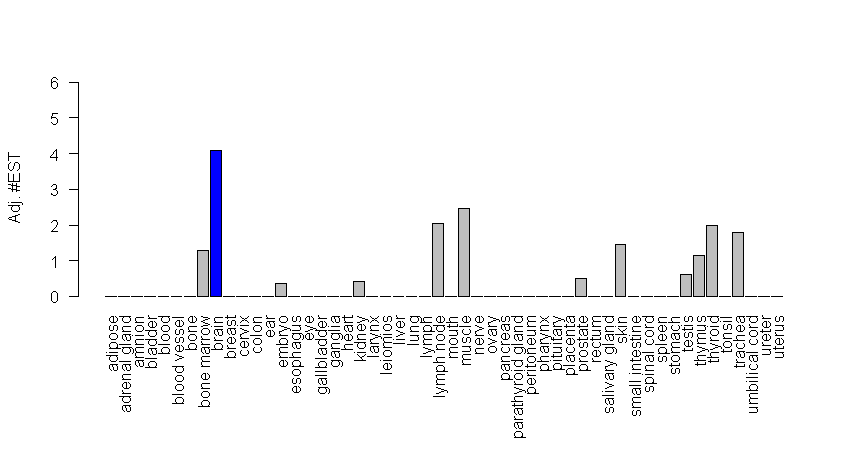 Adj. #EST
6
5
4
3
2
1
0
adipose
adrenal gland
amnion
bladder
blood
blood vessel
bone
bone marrow
brain
breast
cervix
colon
ear
embryo
esophagus
eye
gallbladder
ganglia
heart
kidney
larynx
leiomios
liver
lung
lymph
lymph node
mouth
muscle
nerve
ovary
pancreas
parathyroid gland
peritoneum
pharynx
pituitary
placenta
prostate
rectum
salivary gland
skin
small intestine
spinal cord
spleen
stomach
testis
thymus
thyroid
tonsil
trachea
umbilical cord
ureter
uterus